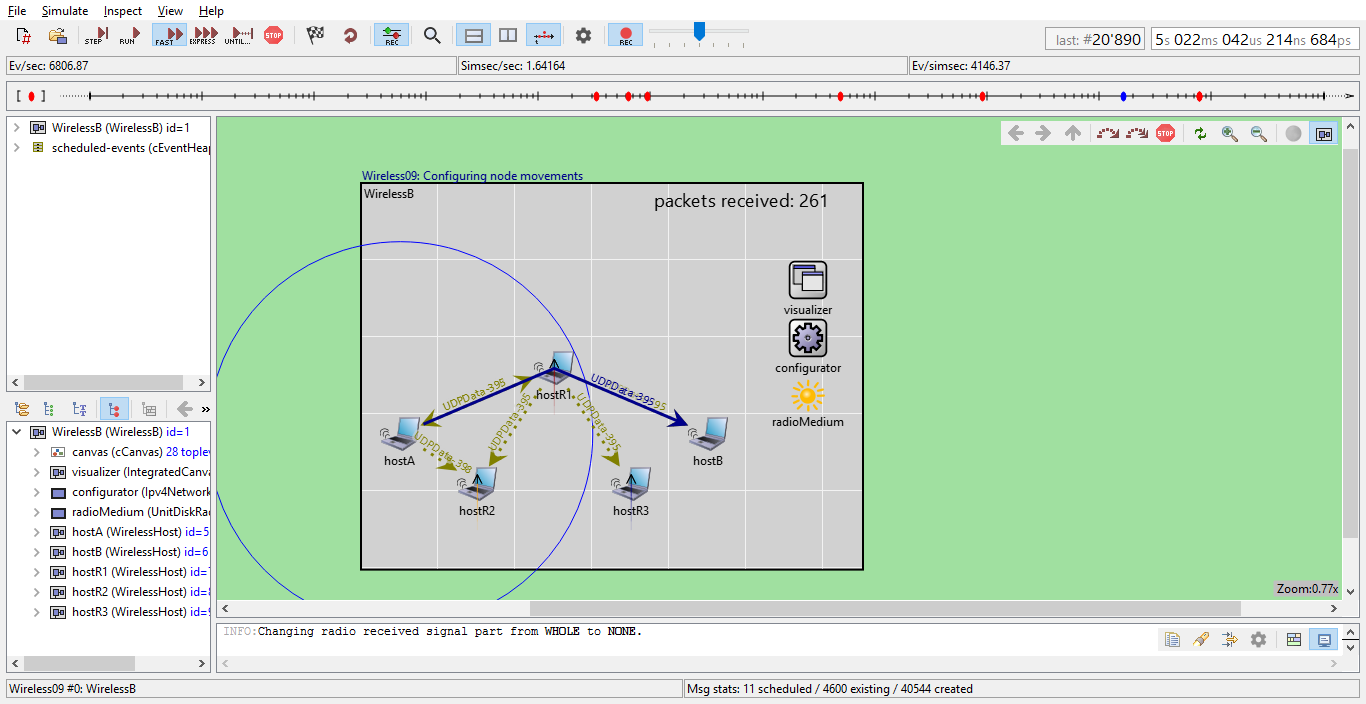 File Simulate Inspect View Help
STEP RUN FAST EXPRESS UNTIL... STOP REC REC
last: #20'890 5s 022ms 042us 214ns 684ps
Ev/sec: 6806.87 Simsec/sec: 1.64164 Ev/simsec: 4146.37
WirelessB (WirelessB) id=1
scheduled-events (cEventHeap
STOP
Wireless09: Configuring node movements
WirelessB
packets received: 261
visualizer
configurator
radioMedium
hostR1
hostA
hostB
hostR2
hostR3
UDPData-395
UDPData-395
UDPData-395
UDPData-395
UDPData-398
Zoom:0.77x
WirelessB (WirelessB) id=1
canvas (cCanvas) 28 toplev
visualizer (IntegratedCanva
configurator (Ipv4Network
radioMedium (UnitDiskRad
hostA (WirelessHost) id=5
hostB (WirelessHost) id=6
hostR1 (WirelessHost) id=
hostR2 (WirelessHost) id=
hostR3 (WirelessHost) id=
INFO:Changing radio received signal part from WHOLE to NONE.
Wireless09 #0: WirelessB Msg stats: 11 scheduled / 4600 existing / 40544 created